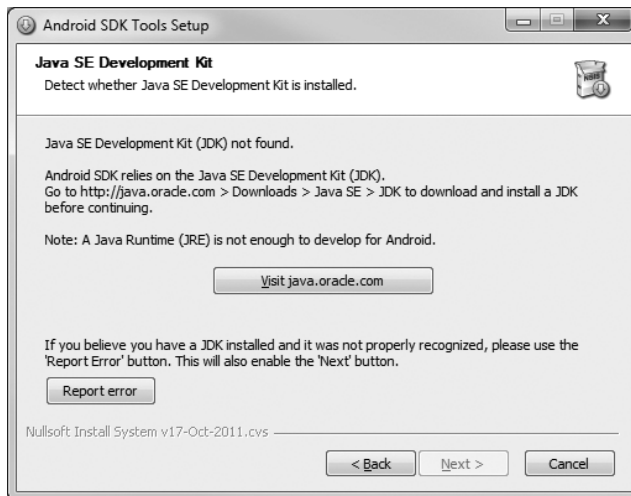 Android SDK Tools Setup
Java SE Development Kit
Detect whether Java SE Development Kit is installed.
Java SE Development Kit (JDK) not found.
Android SDK relies on the Java SE Development Kit (JDK).
Go to http://java.oracle.com > Downloads > Java SE > JDK to download and install a JDK
before continuing.
Note: A Java Runtime (JRE) is not enough to develop for Android.
Visit java.oracle.com
If you believe you have a JDK installed and it was not properly recognized, please use the
'Report Error' button. This will also enable the 'Next' button.
Report error
Nullsoft Install System v17-Oct-2011.cvs
< Back
Next >
Cancel